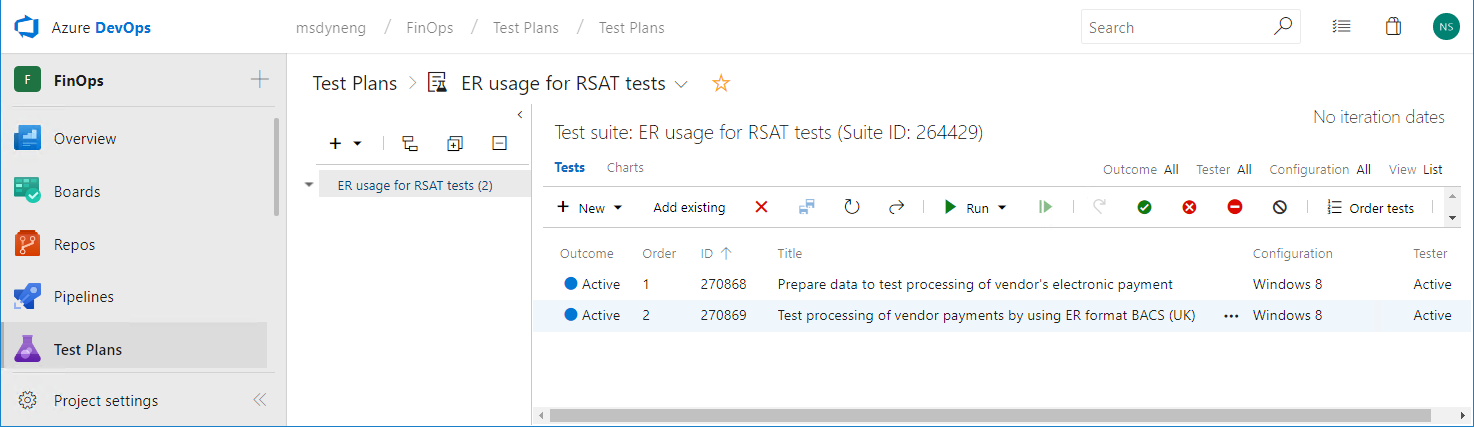 Azure DevOps
msdyneng / FinOps / Test Plans / Test Plans
Search
NS
F FinOps
Overview
Boards
Repos
Pipelines
Test Plans
Project settings
Test Plans > ER usage for RSAT tests
ER usage for RSAT tests (2)
Test suite: ER usage for RSAT tests (Suite ID: 264429)
No iteration dates
Tests Charts
Outcome All Tester All Configuration All View List
New Add existing Run Order tests
Outcome Order ID Title Configuration Tester
Active 1 270868 Prepare data to test processing of vendor's electronic payment Windows 8 Active
Active 2 270869 Test processing of vendor payments by using ER format BACS (UK) ••• Windows 8 Active